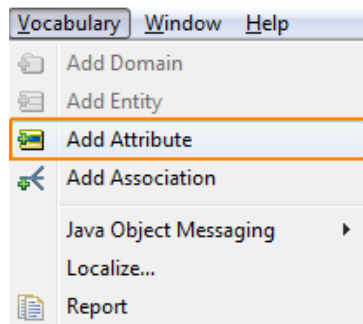 Vocabulary Window Help
Add Domain
Add Entity
Add Attribute
Add Association
Java Object Messaging
Localize...
Report